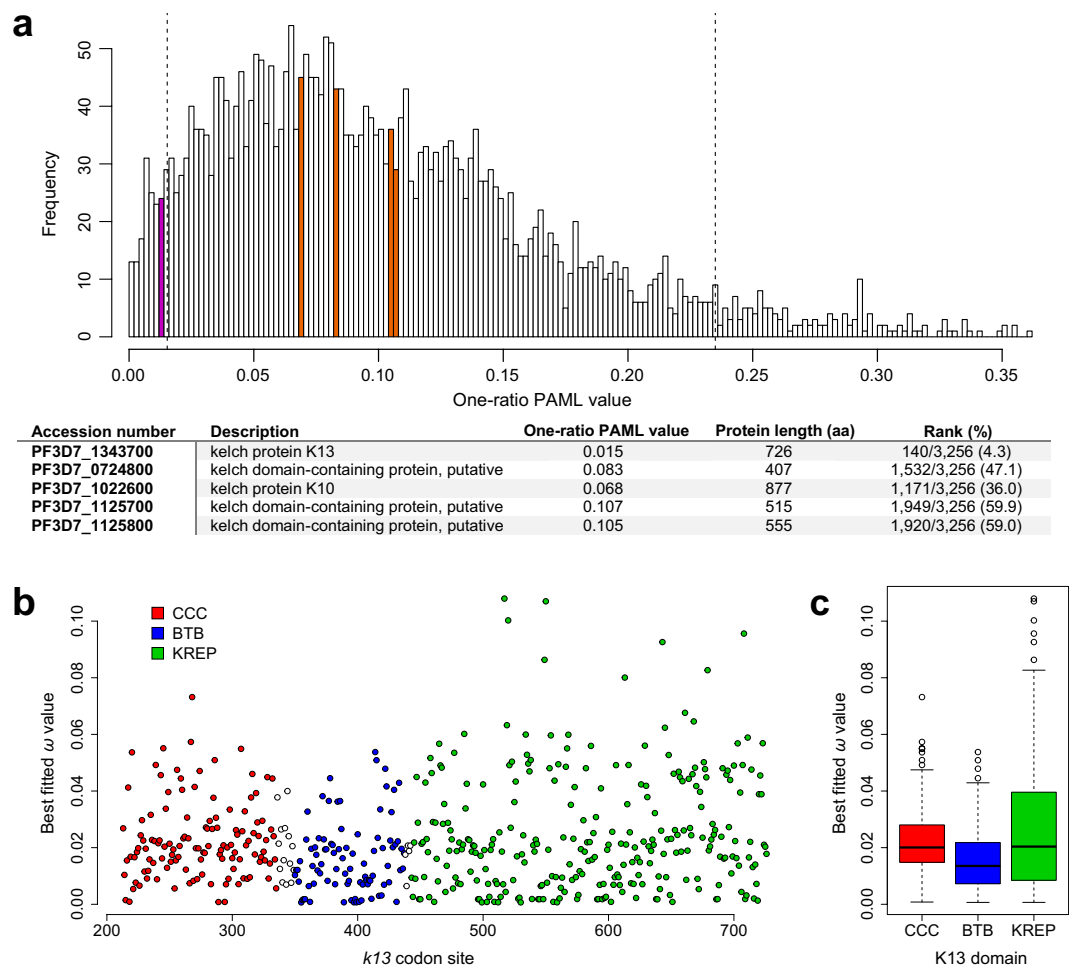 a
Frequency
50
40
30
20
10
0
0.00 0.05 0.10 0.15 0.20 0.25 0.30 0.35
One-ratio PAML value
Accession number Description One-ratio PAML value Protein length (aa) Rank (%)
PF3D7_1343700 kelch protein K13 0.015 726 140/3,256 (4.3)
PF3D7_0724800 kelch domain-containing protein, putative 0.083 407 1,532/3,256 (47.1)
PF3D7_1022600 kelch protein K10 0.068 877 1,171/3,256 (36.0)
PF3D7_1125700 kelch domain-containing protein, putative 0.107 515 1,949/3,256 (59.9)
PF3D7_1125800 kelch domain-containing protein, putative 0.105 555 1,920/3,256 (59.0)
b
CCC
BTB
KREP
Best fitted ω value
0.10
0.08
0.06
0.04
0.02
0.00
200 300 400 500 600 700
k13 codon site
c
Best fitted ω value
0.10
0.08
0.06
0.04
0.02
0.00
CCC BTB KREP
K13 domain